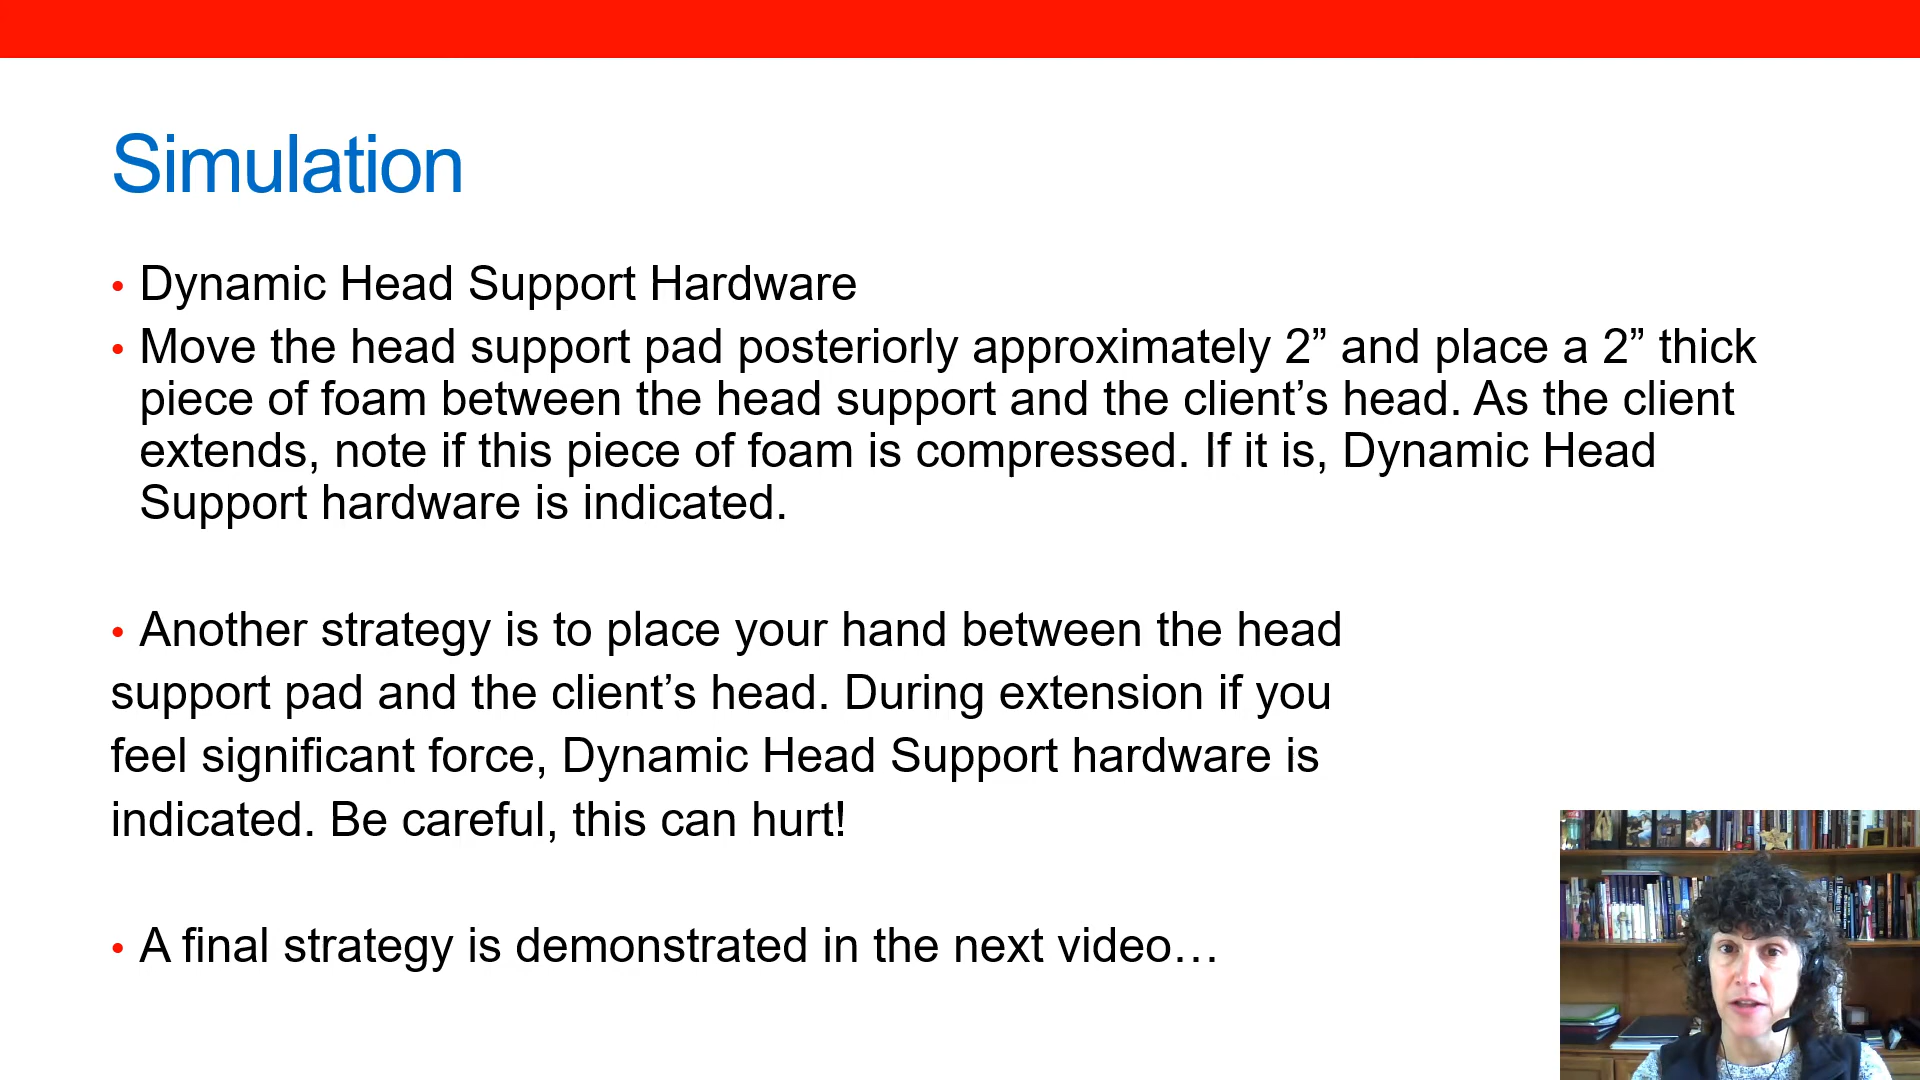 Simulation
• Dynamic Head Support Hardware
• Move the head support pad posteriorly approximately 2” and place a 2” thick
piece of foam between the head support and the client’s head. As the client
extends, note if this piece of foam is compressed. If it is, Dynamic Head
Support hardware is indicated.
• Another strategy is to place your hand between the head
support pad and the client’s head. During extension if you
feel significant force, Dynamic Head Support hardware is
indicated. Be careful, this can hurt!
• A final strategy is demonstrated in the next video…